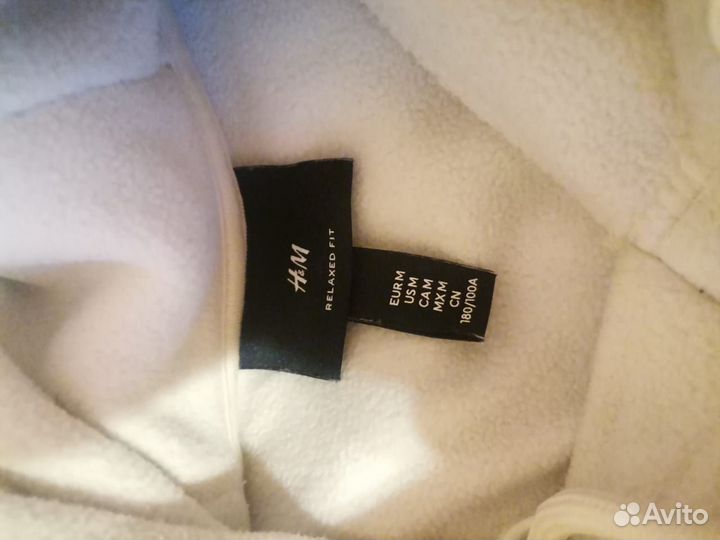 H&M
RELAXED FIT
EUR M
US M
CA M
MX M
CN
180/100A
Avito